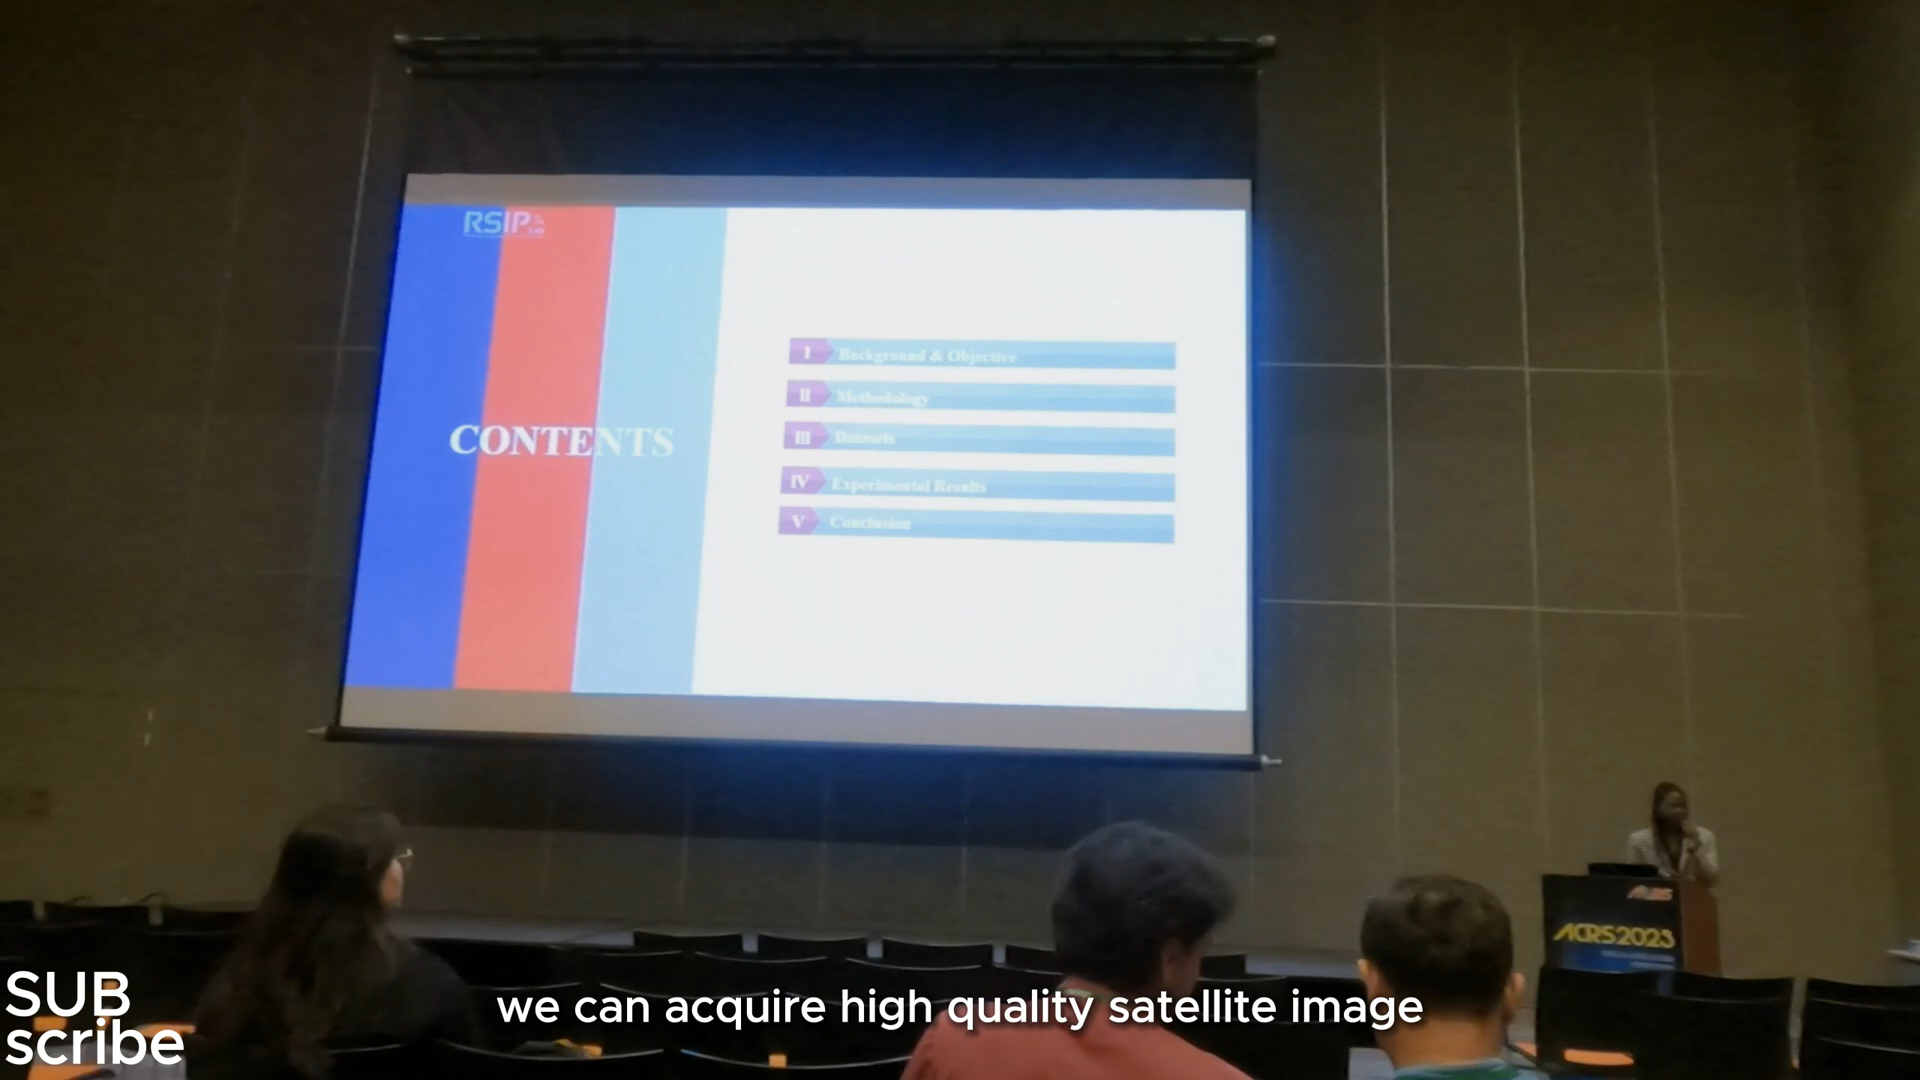 RSIP
Lab
CONTENTS
I Background & Objective
II Methodology
III Datasets
IV Experimental Results
V Conclusion
ACRS2023
we can acquire high quality satellite image
SUB
scribe